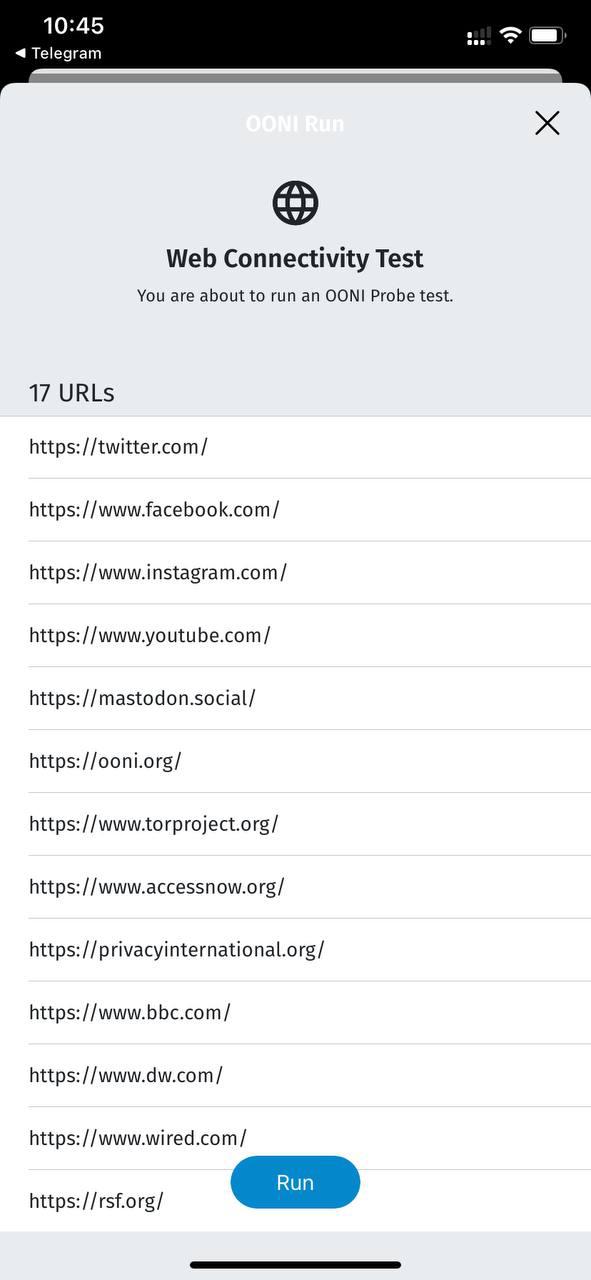 10:45
◀ Telegram
OONI Run
Web Connectivity Test
You are about to run an OONI Probe test.
17 URLs
https://twitter.com/
https://www.facebook.com/
https://www.instagram.com/
https://www.youtube.com/
https://mastodon.social/
https://ooni.org/
https://www.torproject.org/
https://www.accessnow.org/
https://privacyinternational.org/
https://www.bbc.com/
https://www.dw.com/
https://www.wired.com/
https://rsf.org/
Run